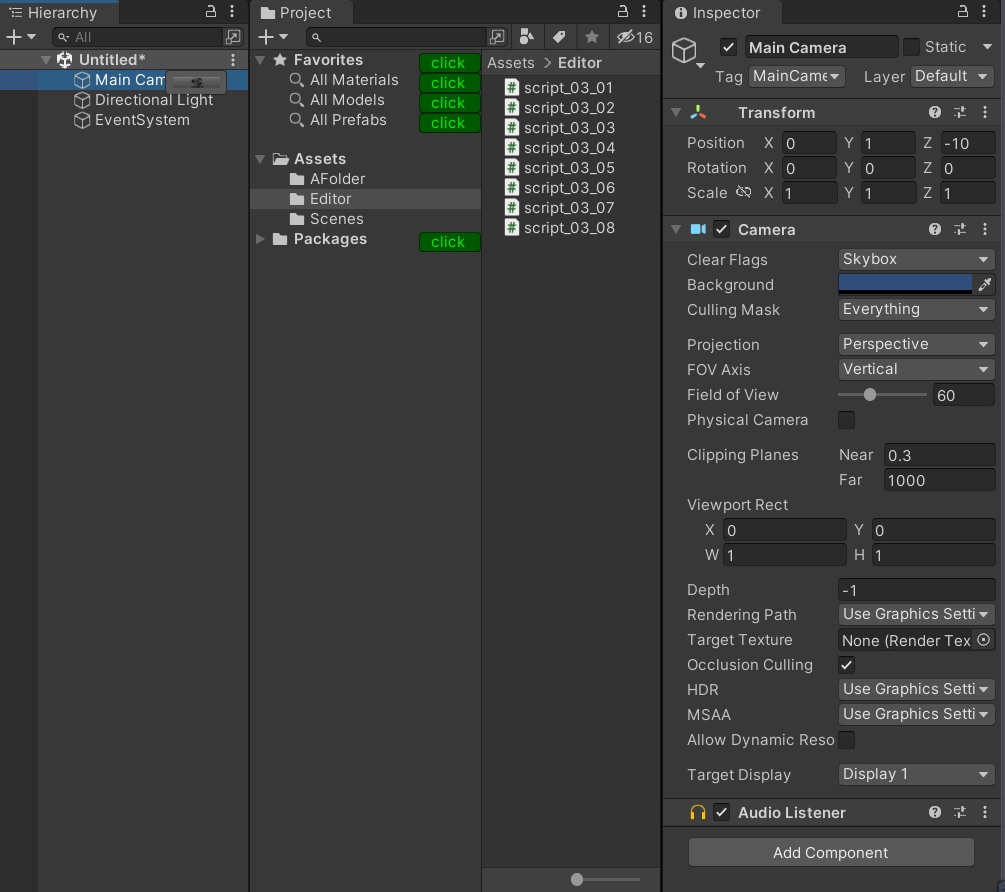 Hierarchy
All
Untitled*
Main Cam
Directional Light
EventSystem
Project
16
Favorites
click
All Materials
click
All Models
click
All Prefabs
click
Assets
AFolder
Editor
Scenes
Packages
click
Assets > Editor
script_03_01
script_03_02
script_03_03
script_03_04
script_03_05
script_03_06
script_03_07
script_03_08
Inspector
Main Camera
Static
Tag MainCame Layer Default
Transform
Position X 0 Y 1 Z -10
Rotation X 0 Y 0 Z 0
Scale X 1 Y 1 Z 1
Camera
Clear Flags Skybox
Background
Culling Mask Everything
Projection Perspective
FOV Axis Vertical
Field of View 60
Physical Camera
Clipping Planes Near 0.3
Far 1000
Viewport Rect
X 0 Y 0
W 1 H 1
Depth -1
Rendering Path Use Graphics Setti
Target Texture None (Render Tex
Occlusion Culling
HDR Use Graphics Setti
MSAA Use Graphics Setti
Allow Dynamic Reso
Target Display Display 1
Audio Listener
Add Component